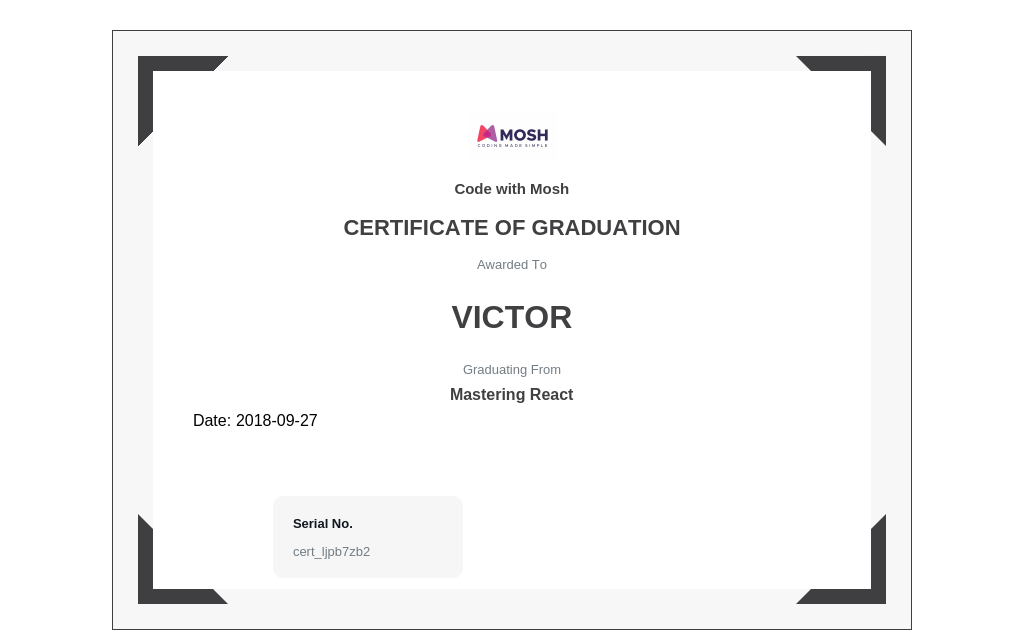 MOSH
CODING MADE SIMPLE
Code with Mosh
CERTIFICATE OF GRADUATION
Awarded To
VICTOR
Graduating From
Mastering React
Date: 2018-09-27
Serial No.
cert_ljpb7zb2